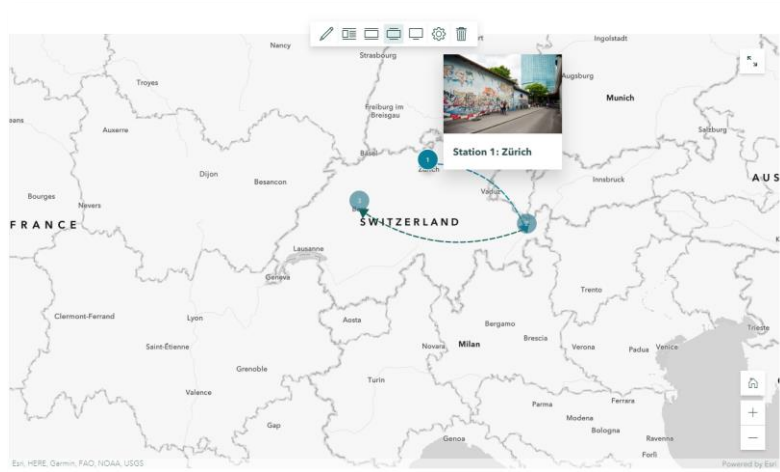 Nancy
Strasbourg
Ingolstadt
Troyes
Augsburg
Munich
Freiburg im
Breisgau
Auxerre
Salzburg
Station 1: Zürich
1
Zürich
Dijon
Besancon
Innsbruck
Vaduz
AUS
Bourges
Nevers
3
2
FRANCE
SWITZERLAND
Lausanne
Geneva
Trento
Clermont-Ferrand
Lyon
Aosta
Bergamo
Trieste
Saint-Étienne
Novara
Milan
Brescia
Verona
Padua
Venice
Grenoble
Turin
Valence
Parma
Ferrara
Gap
Modena
Bologna
Genoa
Ravenna
Forlì
Esri, HERE, Garmin, FAO, NOAA, USGS
Powered by Esri